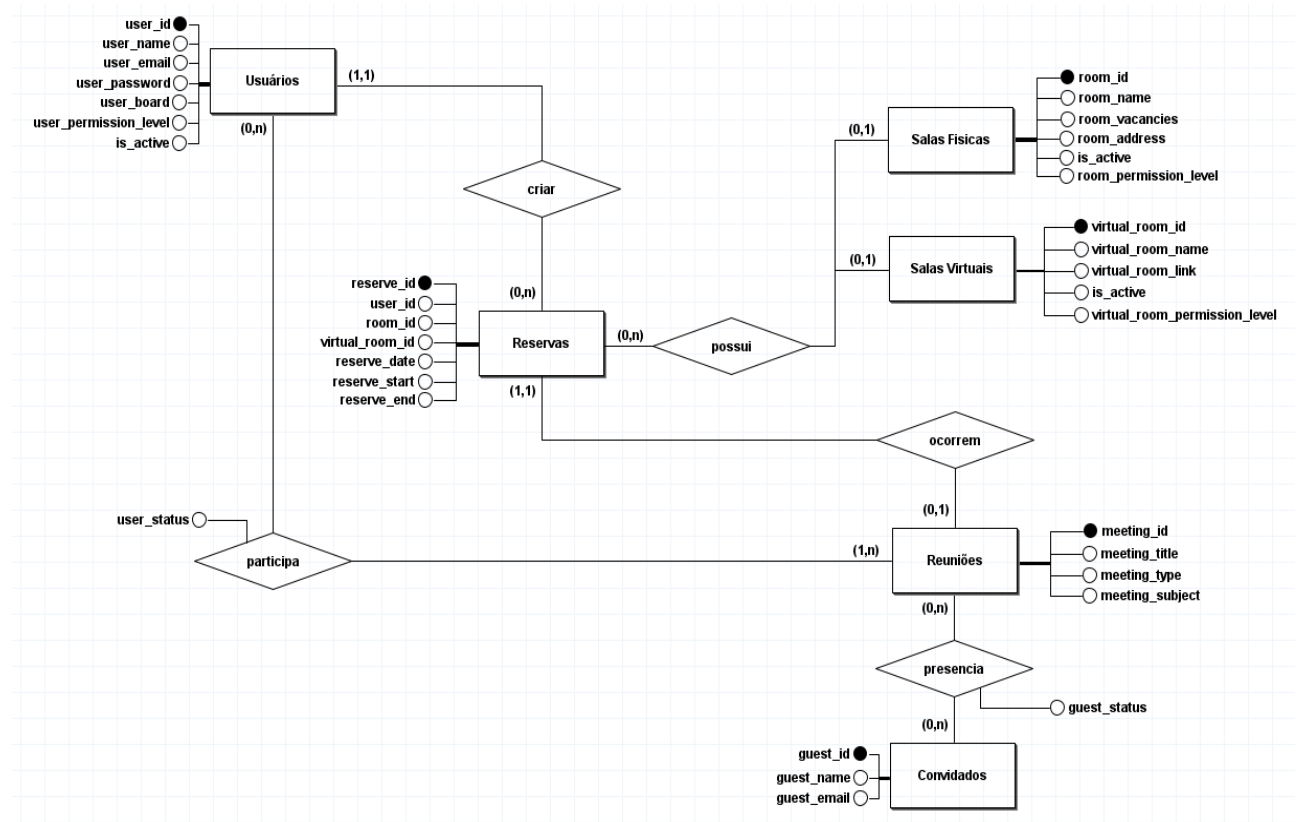 user_id
user_name
user_email
user_password
user_board
user_permission_level
is_active
Usuários
(1,1)
(0,n)
criar
(0,n)
room_id
room_name
room_vacancies
room_address
is_active
room_permission_level
Salas Fisicas
(0,1)
virtual_room_id
virtual_room_name
virtual_room_link
is_active
virtual_room_permission_level
Salas Virtuais
(0,1)
reserve_id
user_id
room_id
virtual_room_id
reserve_date
reserve_start
reserve_end
Reservas
(0,n)
possui
(1,1)
ocorrem
(0,1)
user_status
participa
(1,n)
Reuniões
meeting_id
meeting_title
meeting_type
meeting_subject
(0,n)
presencia
guest_status
(0,n)
guest_id
guest_name
guest_email
Convidados